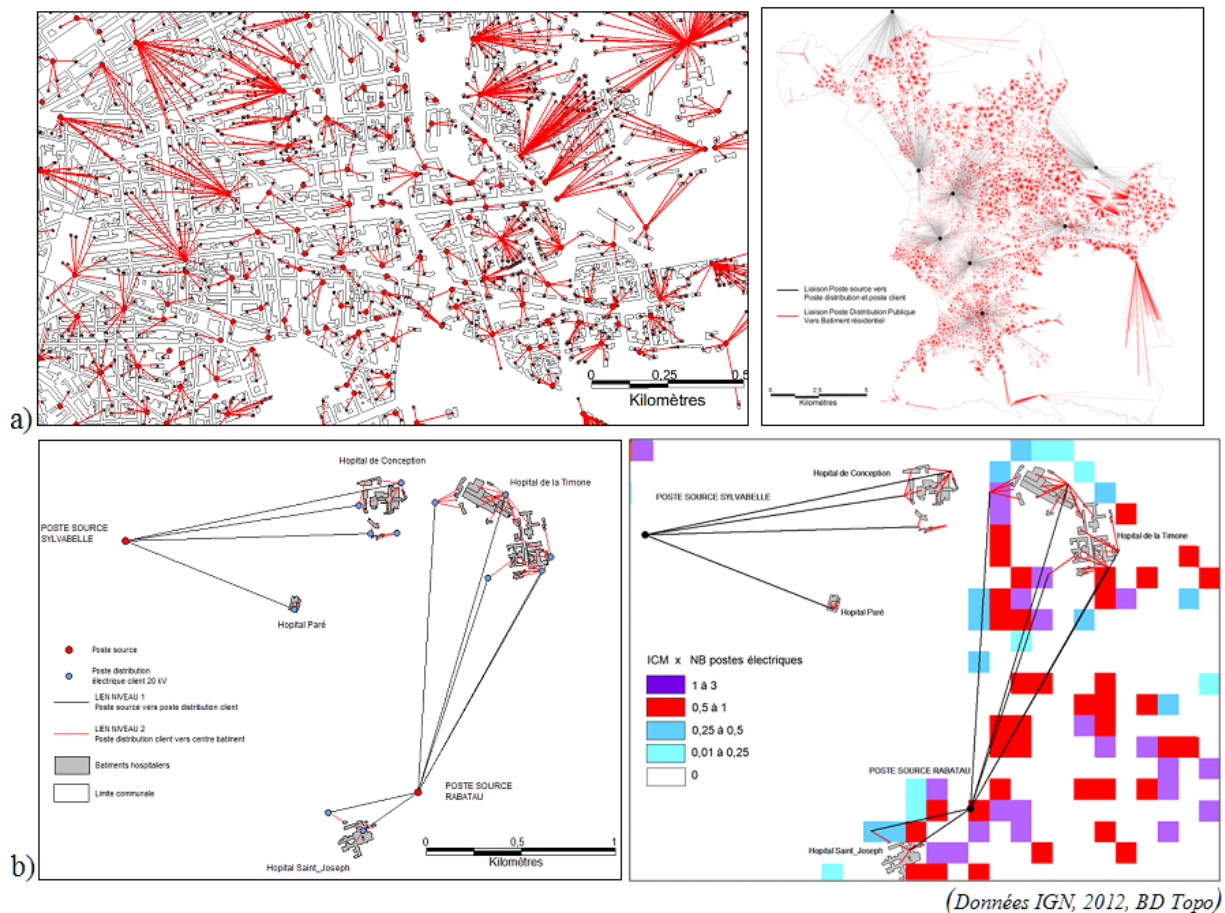 0 0,25 0,5
Kilomètres
a)
Liaison Poste source vers
Poste distribution et poste client
Liaison Poste Distribution Publique
Vers Batiment résidentiel
0 2,5 5
Kilomètres
Hopital de Conception
Hopital de la Timone
POSTE SOURCE
SYLVABELLE
Hopital Paré
Poste source
Poste distribution
électrique client 20 kV
LIEN NIVEAU 1
Poste source vers poste distribution client
LIEN NIVEAU 2
Poste distribution client vers centre batiment
Batiments hospitaliers
Limite communale
POSTE SOURCE
RABATAU
Hopital Saint_Joseph
0 0,5 1
Kilomètres
b)
Hopital de Conception
POSTE SOURCE SYLVABELLE
Hopital de la Timone
Hopital Paré
ICM x NB postes électriques
1 à 3
0,5 à 1
0,25 à 0,5
0,01 à 0,25
0
POSTE SOURCE RABATAU
Hopital Saint_Joseph
(Données IGN, 2012, BD Topo)